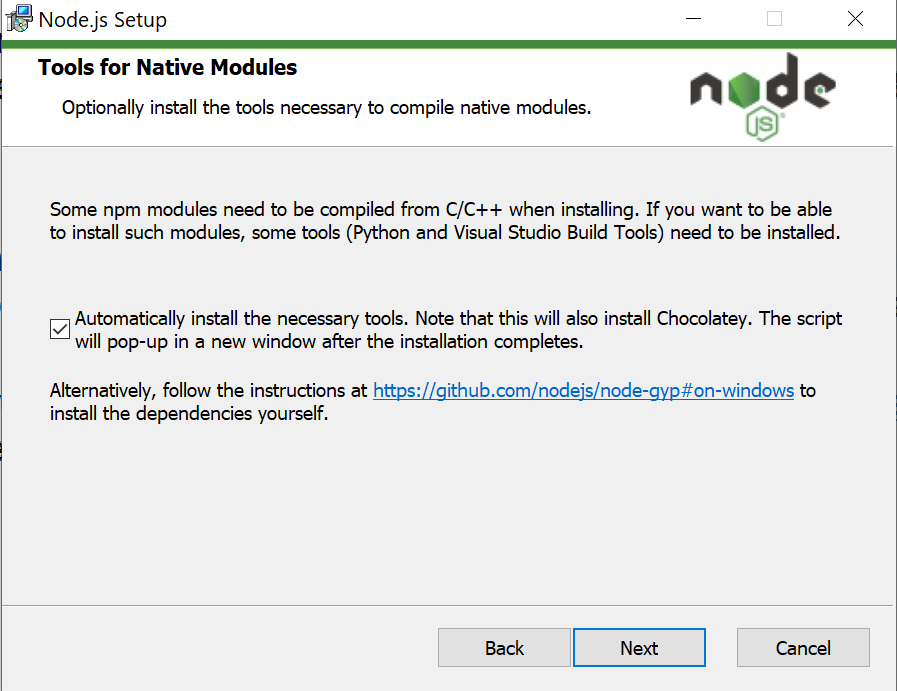 Node.js Setup
Tools for Native Modules
Optionally install the tools necessary to compile native modules.
node
JS
Some npm modules need to be compiled from C/C++ when installing. If you want to be able
to install such modules, some tools (Python and Visual Studio Build Tools) need to be installed.
Automatically install the necessary tools. Note that this will also install Chocolatey. The script
will pop-up in a new window after the installation completes.
Alternatively, follow the instructions at https://github.com/nodejs/node-gyp#on-windows to
install the dependencies yourself.
Back Next Cancel